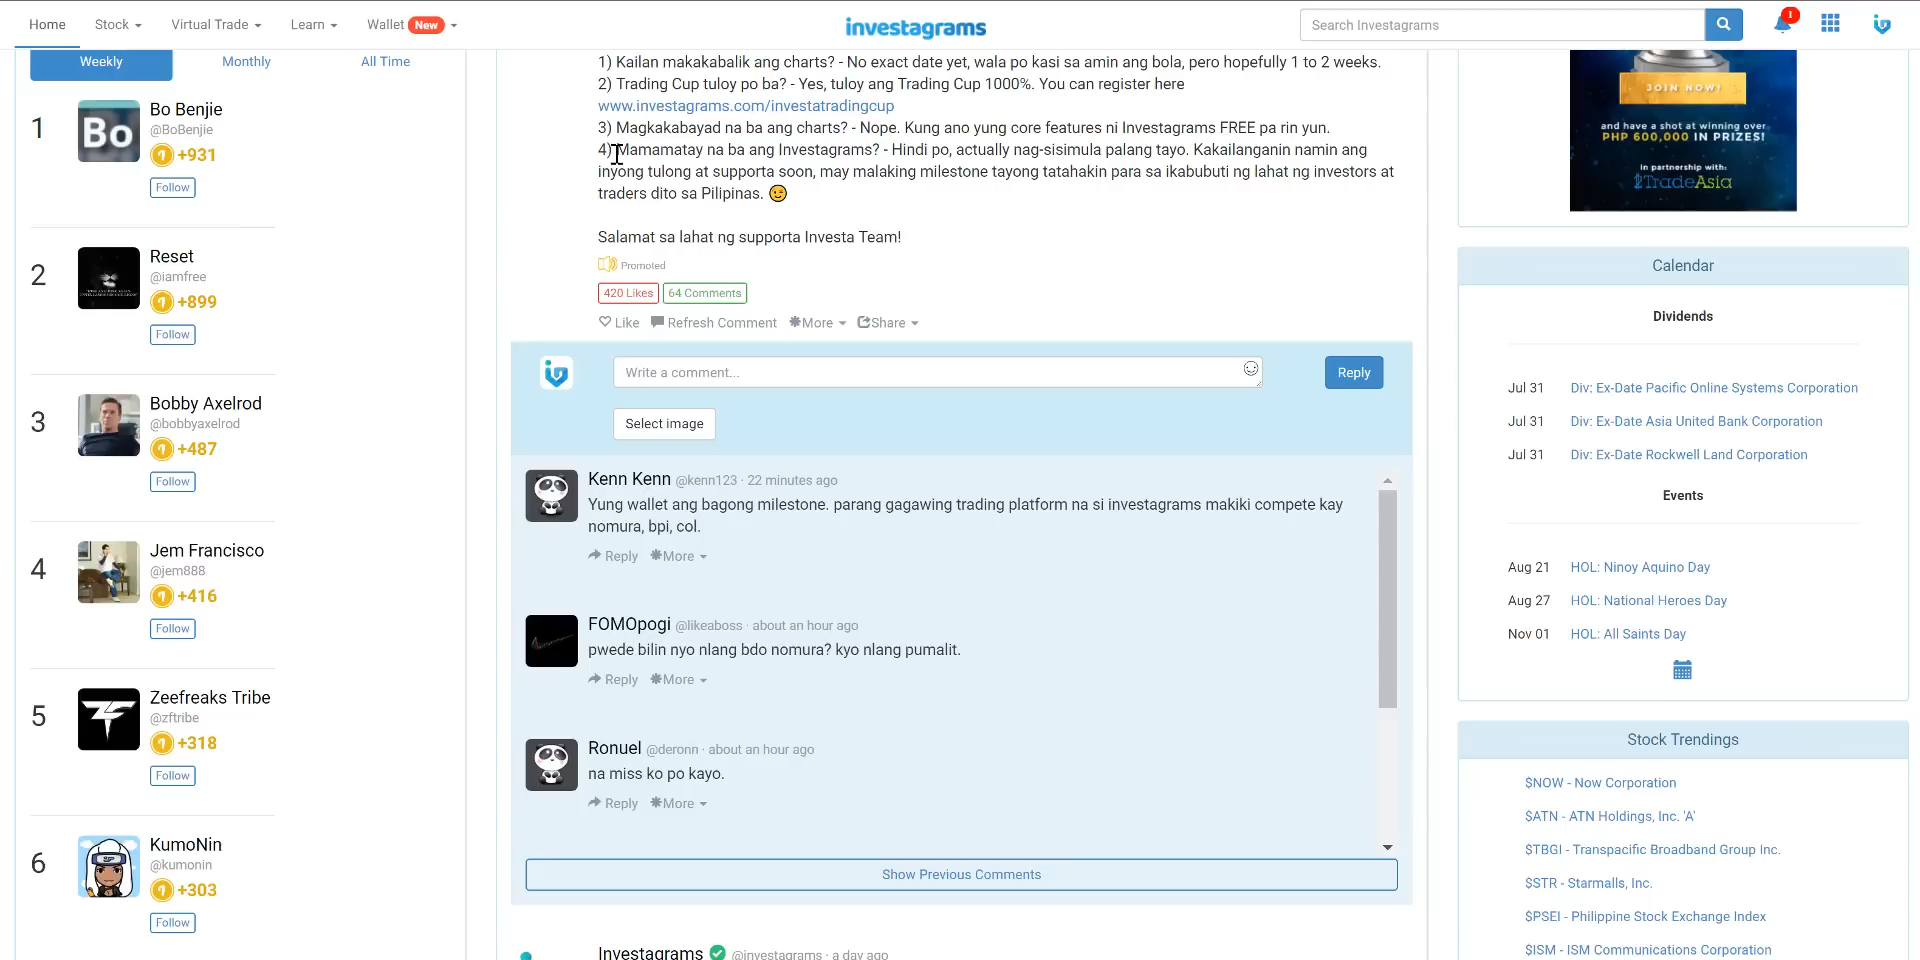 Home
Stock
Virtual Trade
Learn
Wallet New
investagrams
Search Investagrams
1
Weekly
Monthly
All Time
1
Bo
Bo Benjie
@BoBenjie
+931
Follow
2
Reset
@iamfree
+899
Follow
3
Bobby Axelrod
@bobbyaxelrod
+487
Follow
4
Jem Francisco
@jem888
+416
Follow
5
ZF
Zeefreaks Tribe
@zftribe
+318
Follow
6
KumoNin
@kumonin
+303
Follow
1) Kailan makakabalik ang charts? - No exact date yet, wala po kasi sa amin ang bola, pero hopefully 1 to 2 weeks.
2) Trading Cup tuloy po ba? - Yes, tuloy ang Trading Cup 1000%. You can register here
www.investagrams.com/investatradingcup
3) Magkakabayad na ba ang charts? - Nope. Kung ano yung core features ni Investagrams FREE pa rin yun.
4) Mamamatay na ba ang Investagrams? - Hindi po, actually nag-sisimula palang tayo. Kakailanganin namin ang
inyong tulong at supporta soon, may malaking milestone tayong tatahakin para sa ikabubuti ng lahat ng investors at
traders dito sa Pilipinas. 😉
Salamat sa lahat ng supporta Investa Team!
Promoted
420 Likes
64 Comments
Like
Refresh Comment
More
Share
Write a comment...
Reply
Select image
Kenn Kenn @kenn123 · 22 minutes ago
Yung wallet ang bagong milestone. parang gagawing trading platform na si investagrams makiki compete kay
nomura, bpi, col.
Reply
More
FOMOpogi @likeaboss · about an hour ago
pwede bilin nyo nlang bdo nomura? kyo nlang pumalit.
Reply
More
Ronuel @deronn · about an hour ago
na miss ko po kayo.
Reply
More
Show Previous Comments
Investagrams @investagrams · a day ago
JOIN NOW!
and have a shot at winning over
PHP 600,000 IN PRIZES!
In partnership with:
2TradeAsia
Calendar
Dividends
Jul 31 Div: Ex-Date Pacific Online Systems Corporation
Jul 31 Div: Ex-Date Asia United Bank Corporation
Jul 31 Div: Ex-Date Rockwell Land Corporation
Events
Aug 21 HOL: Ninoy Aquino Day
Aug 27 HOL: National Heroes Day
Nov 01 HOL: All Saints Day
Stock Trendings
$NOW - Now Corporation
$ATN - ATN Holdings, Inc. 'A'
$TBGI - Transpacific Broadband Group Inc.
$STR - Starmalls, Inc.
$PSEI - Philippine Stock Exchange Index
$ISM - ISM Communications Corporation